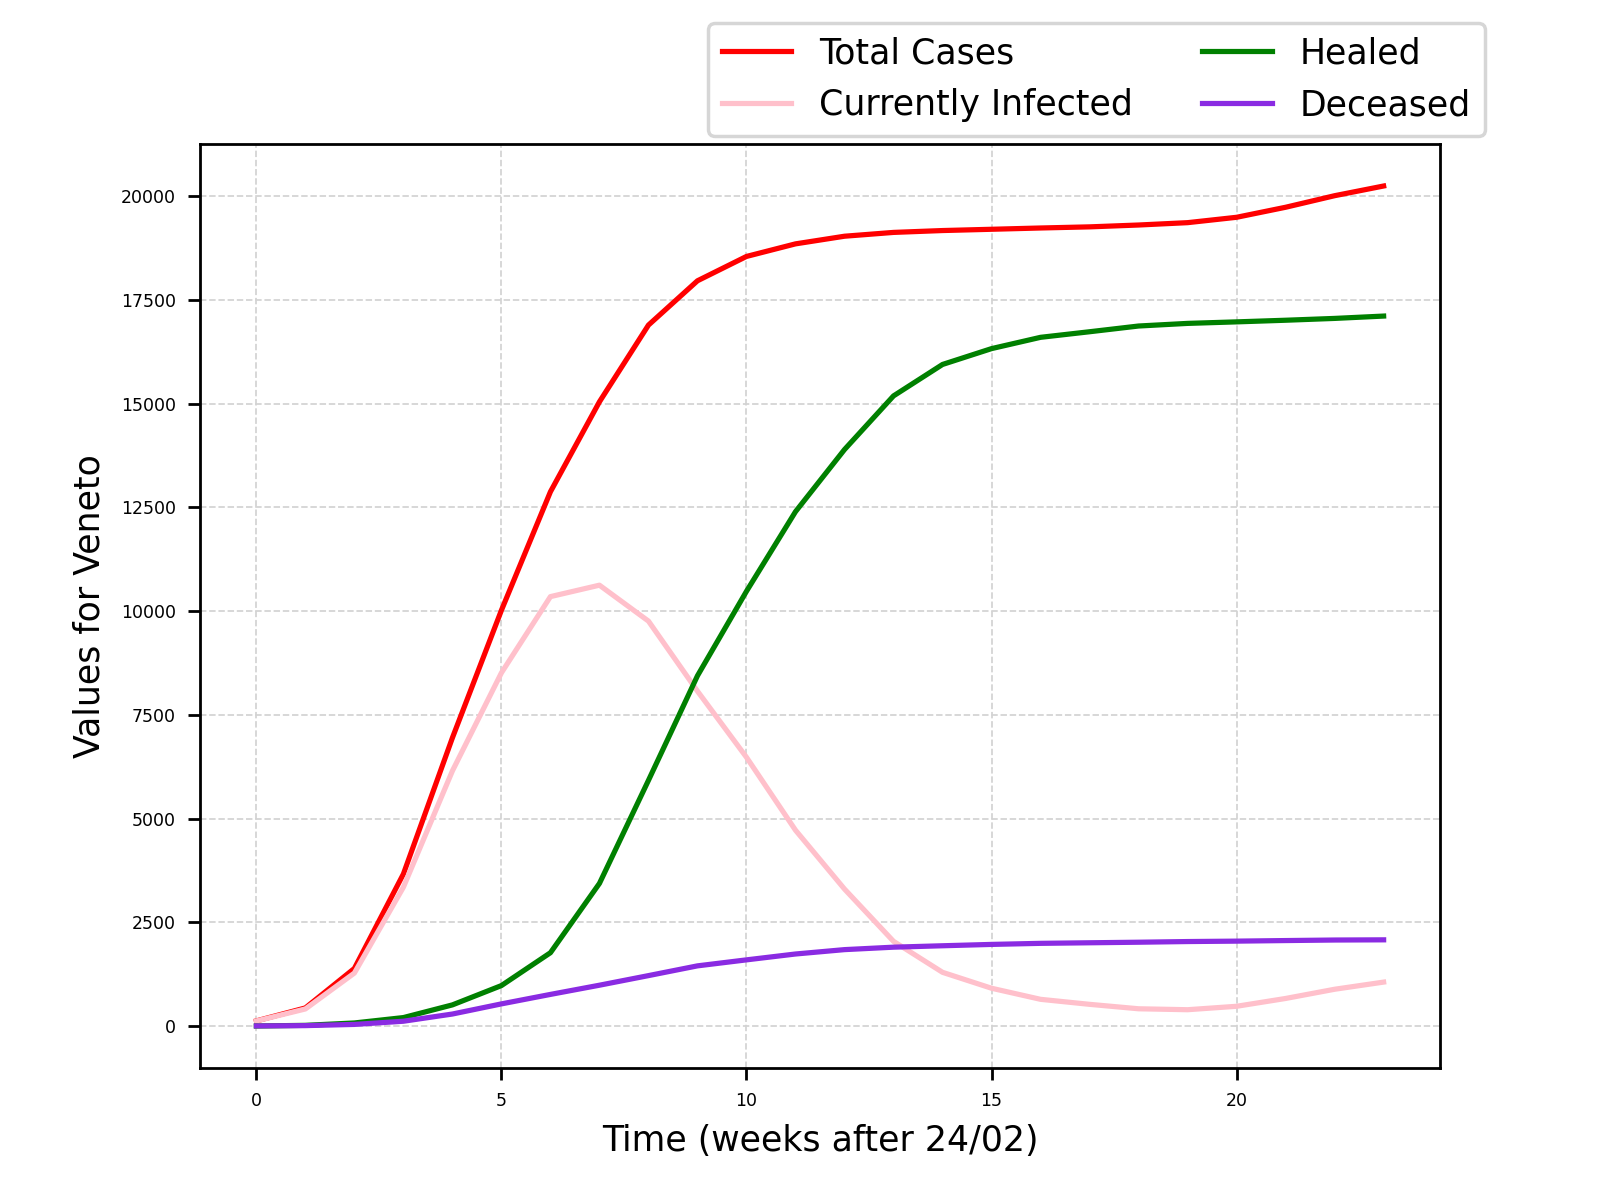 Total Cases
Currently Infected
Healed
Deceased
Values for Veneto
20000
17500
15000
12500
10000
7500
5000
2500
0
0 5 10 15 20
Time (weeks after 24/02)